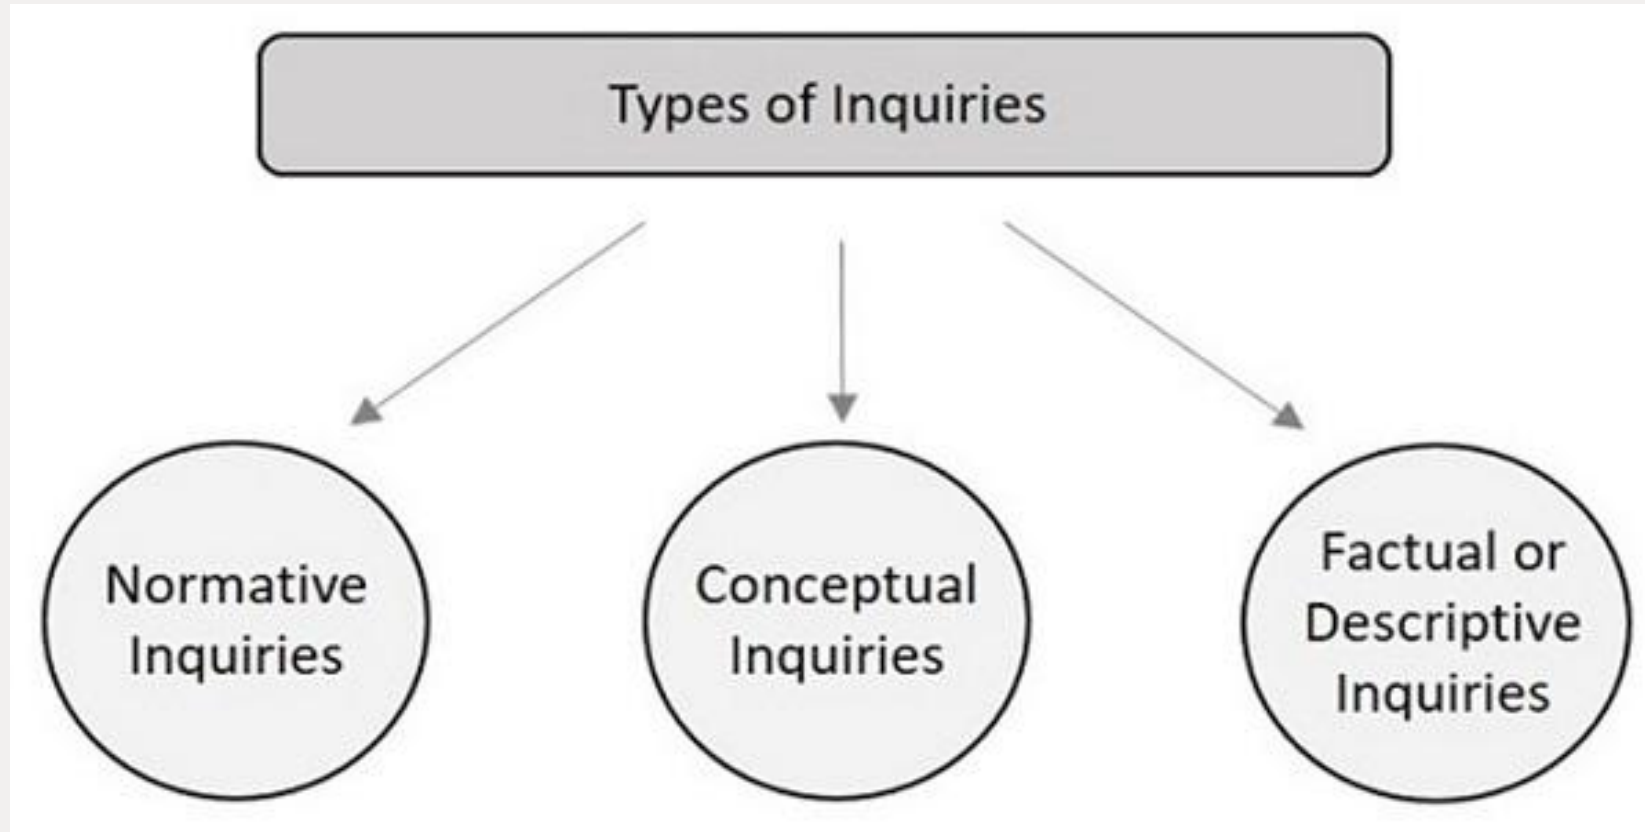 Types of Inquiries
Normative
Inquiries
Conceptual
Inquiries
Factual or
Descriptive
Inquiries